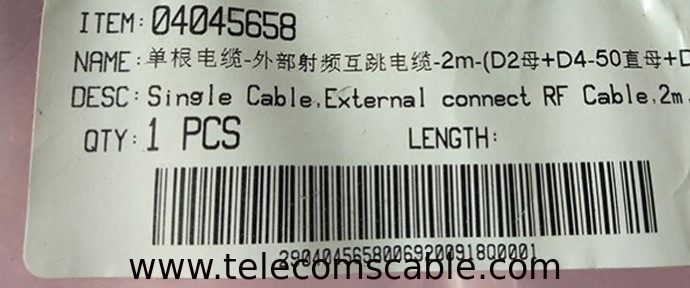 ITEM: 04045658
NAME: 单根电缆-外部射频互跳电缆-2m-(D2母+D4-50直母+D
DESC: Single Cable,External connect RF Cable,2m,
QTY: 1 PCS LENGTH:
2904045658006920091800001
www.telecomscable.com